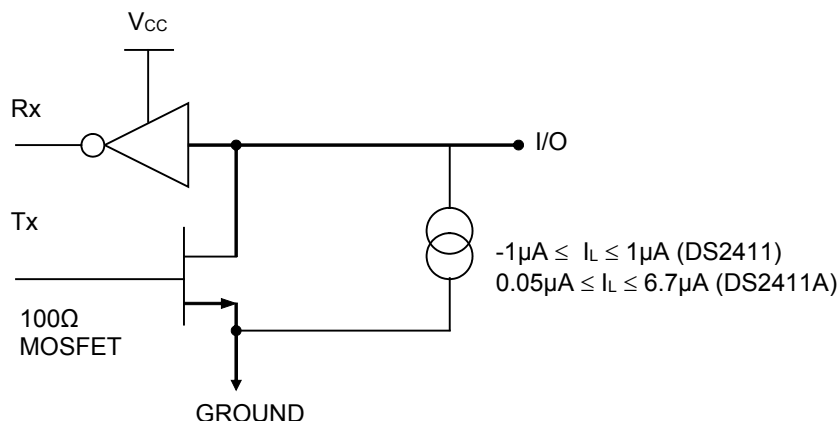 VCC
Rx
I/O
Tx
-1µA ≤ IL ≤ 1µA (DS2411)
0.05µA ≤ IL ≤ 6.7µA (DS2411A)
100Ω
MOSFET
GROUND